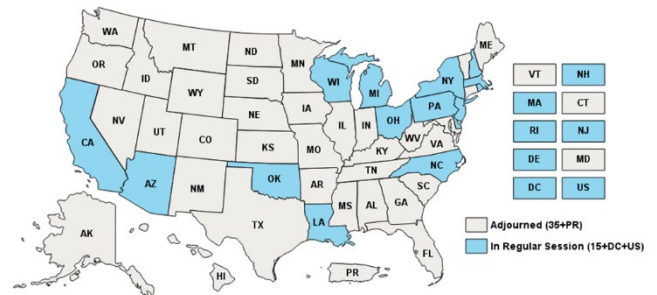 WA
MT
ND
MN
ME
OR
ID
SD
WI
NY
WY
MI
IA
NE
PA
NV
UT
CO
IL
IN
OH
WV
VA
CA
KS
MO
KY
NC
AZ
NM
OK
AR
TN
SC
MS
AL
GA
TX
LA
FL
AK
HI
PR
VT
NH
MA
CT
RI
NJ
DE
MD
DC
US
Adjourned (35+PR)
In Regular Session (15+DC+US)